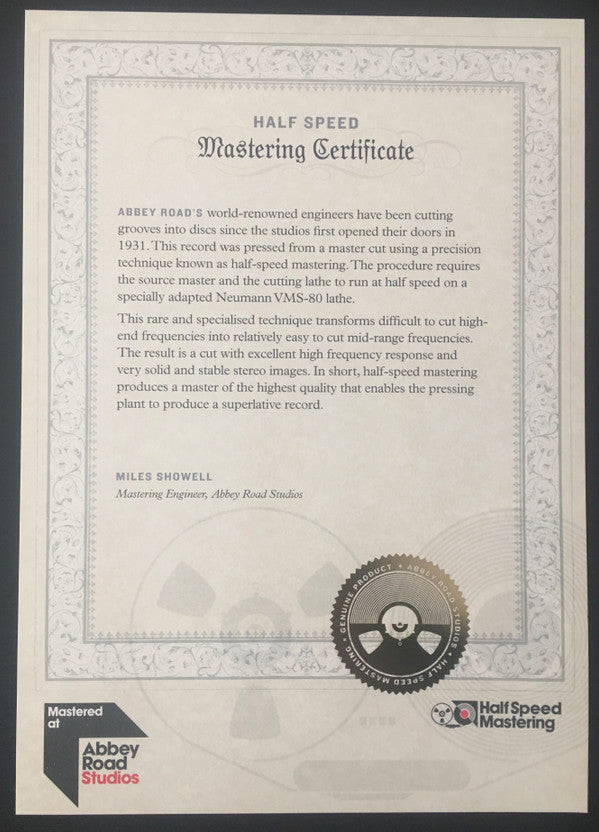 HALF SPEED
Mastering Certificate
ABBEY ROAD'S world-renowned engineers have been cutting
grooves into discs since the studios first opened their doors in
1931. This record was pressed from a master cut using a precision
technique known as half-speed mastering. The procedure requires
the source master and the cutting lathe to run at half speed on a
specially adapted Neumann VMS-80 lathe.
This rare and specialised technique transforms difficult to cut high-
end frequencies into relatively easy to cut mid-range frequencies.
The result is a cut with excellent high frequency response and
very solid and stable stereo images. In short, half-speed mastering
produces a master of the highest quality that enables the pressing
plant to produce a superlative record.
MILES SHOWELL
Mastering Engineer, Abbey Road Studios
GENUINE PRODUCT • ABBEY ROAD STUDIOS • HALF SPEED MASTERING •
Mastered
at
Abbey
Road
Studios
Half Speed
Mastering